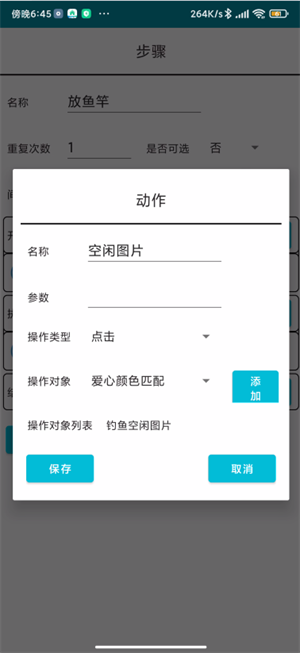 傍晚6:45
264K/s
步骤
名称 放鱼竿
重复次数 1 是否可选 否
动作
名称 空闲图片
参数
操作类型 点击
操作对象 爱心颜色匹配 添加
操作对象列表 钓鱼空闲图片
保存 取消